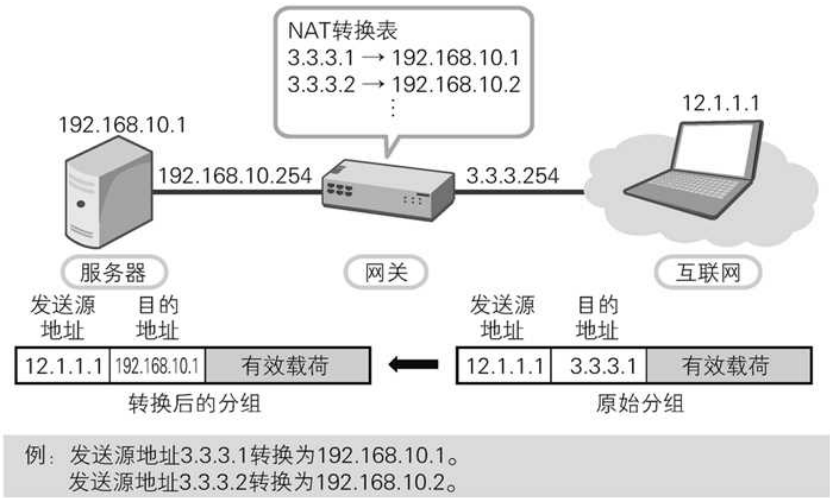 NAT转换表
3.3.3.1 → 192.168.10.1
3.3.3.2 → 192.168.10.2
⋮
12.1.1.1
192.168.10.1
192.168.10.254
3.3.3.254
服务器
网关
互联网
发送源地址 目的地址
12.1.1.1 192.168.10.1 有效载荷
转换后的分组
发送源地址 目的地址
12.1.1.1 3.3.3.1 有效载荷
原始分组
例：发送源地址3.3.3.1转换为192.168.10.1。
发送源地址3.3.3.2转换为192.168.10.2。